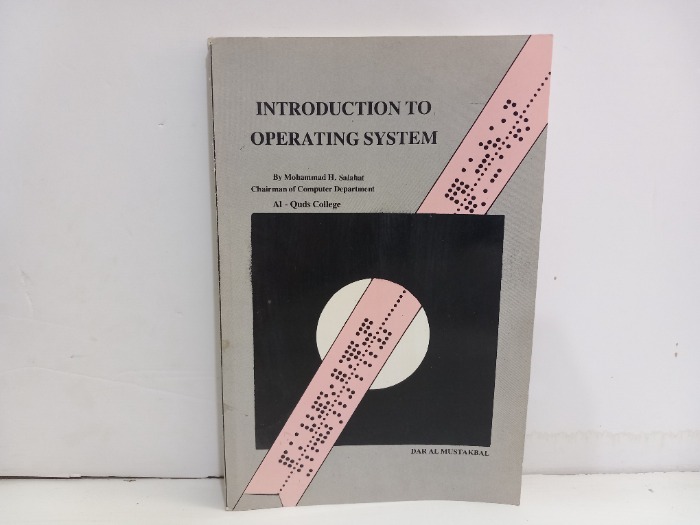 INTRODUCTION TO
OPERATING SYSTEM
By Mohammad H. Salahat
Chairman of Computer Department
Al - Quds College
DAR AL MUSTAKBAL